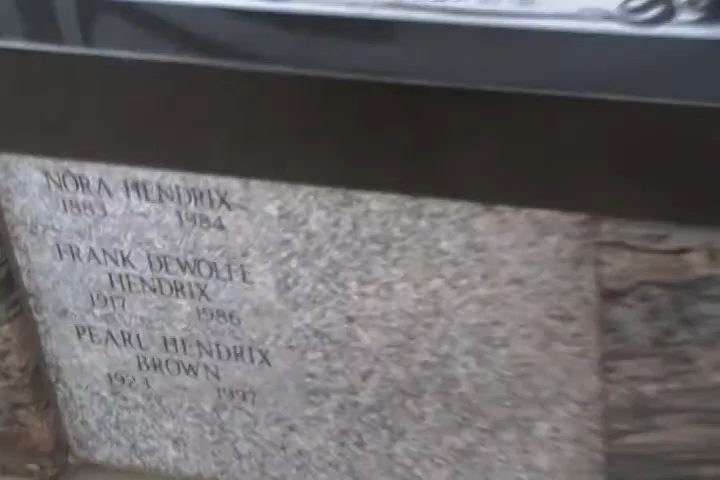 NORA HENDRIX
1883 1984
FRANK DEWOLFE
HENDRIX
1917 1986
PEARL HENDRIX
BROWN
1923 1997